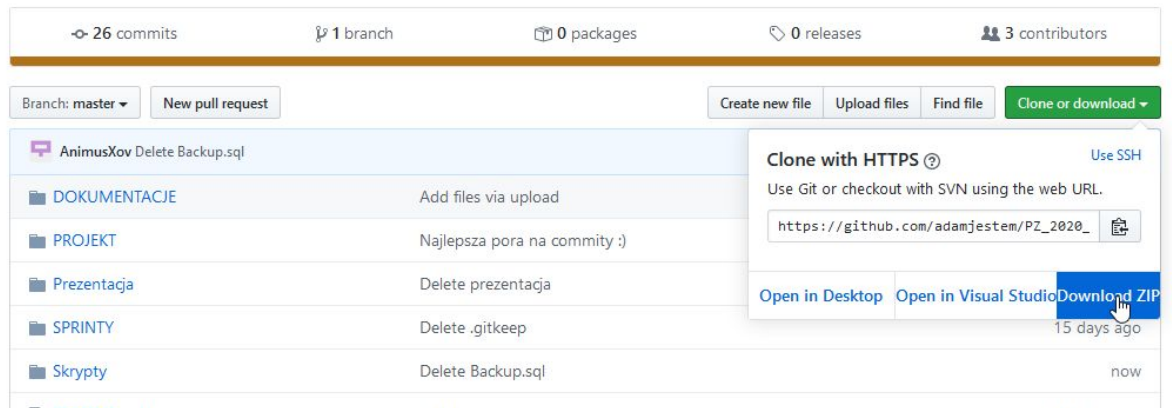 26 commits 1 branch 0 packages 0 releases 3 contributors
Branch: master New pull request Create new file Upload files Find file Clone or download
AnimusXov Delete Backup.sql
Clone with HTTPS Use SSH
Use Git or checkout with SVN using the web URL.
https://github.com/adamjestem/PZ_2020_
Open in Desktop Open in Visual Studio Download ZIP
DOKUMENTACJE Add files via upload
PROJEKT Najlepsza pora na commity :)
Prezentacja Delete prezentacja
SPRINTY Delete .gitkeep 15 days ago
Skrypty Delete Backup.sql now